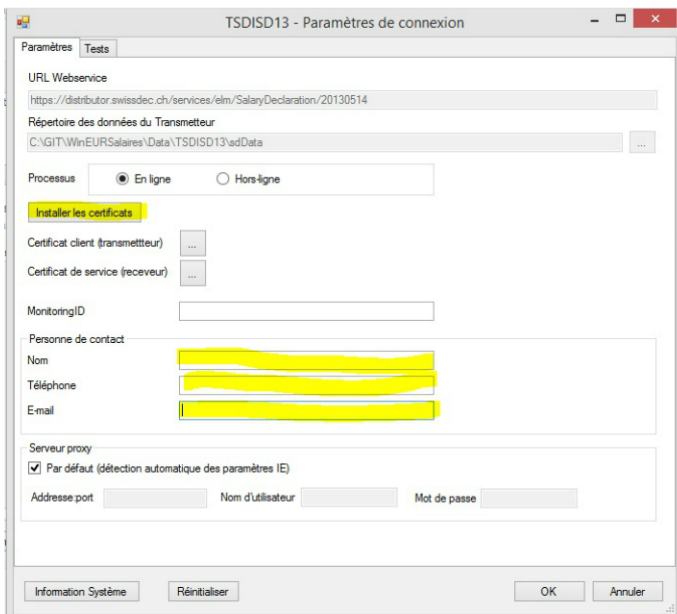 TSDISD13 - Paramètres de connexion
Paramètres Tests
URL Webservice
https://distributor.swissdec.ch/services/elm/SalaryDeclaration/20130514
Répertoire des données du Transmetteur
C:\GIT\WinEURSalaires\Data\TSDISD13\sdData ...
Processus En ligne Hors-ligne
Installer les certificats
Certificat client (transmettteur) ...
Certificat de service (receveur) ...
MonitoringID
Personne de contact
Nom
Téléphone
E-mail
Serveur proxy
Par défaut (détection automatique des paramètres IE)
Addresse:port Nom d'utilisateur Mot de passe
Information Système Réinitialiser OK Annuler